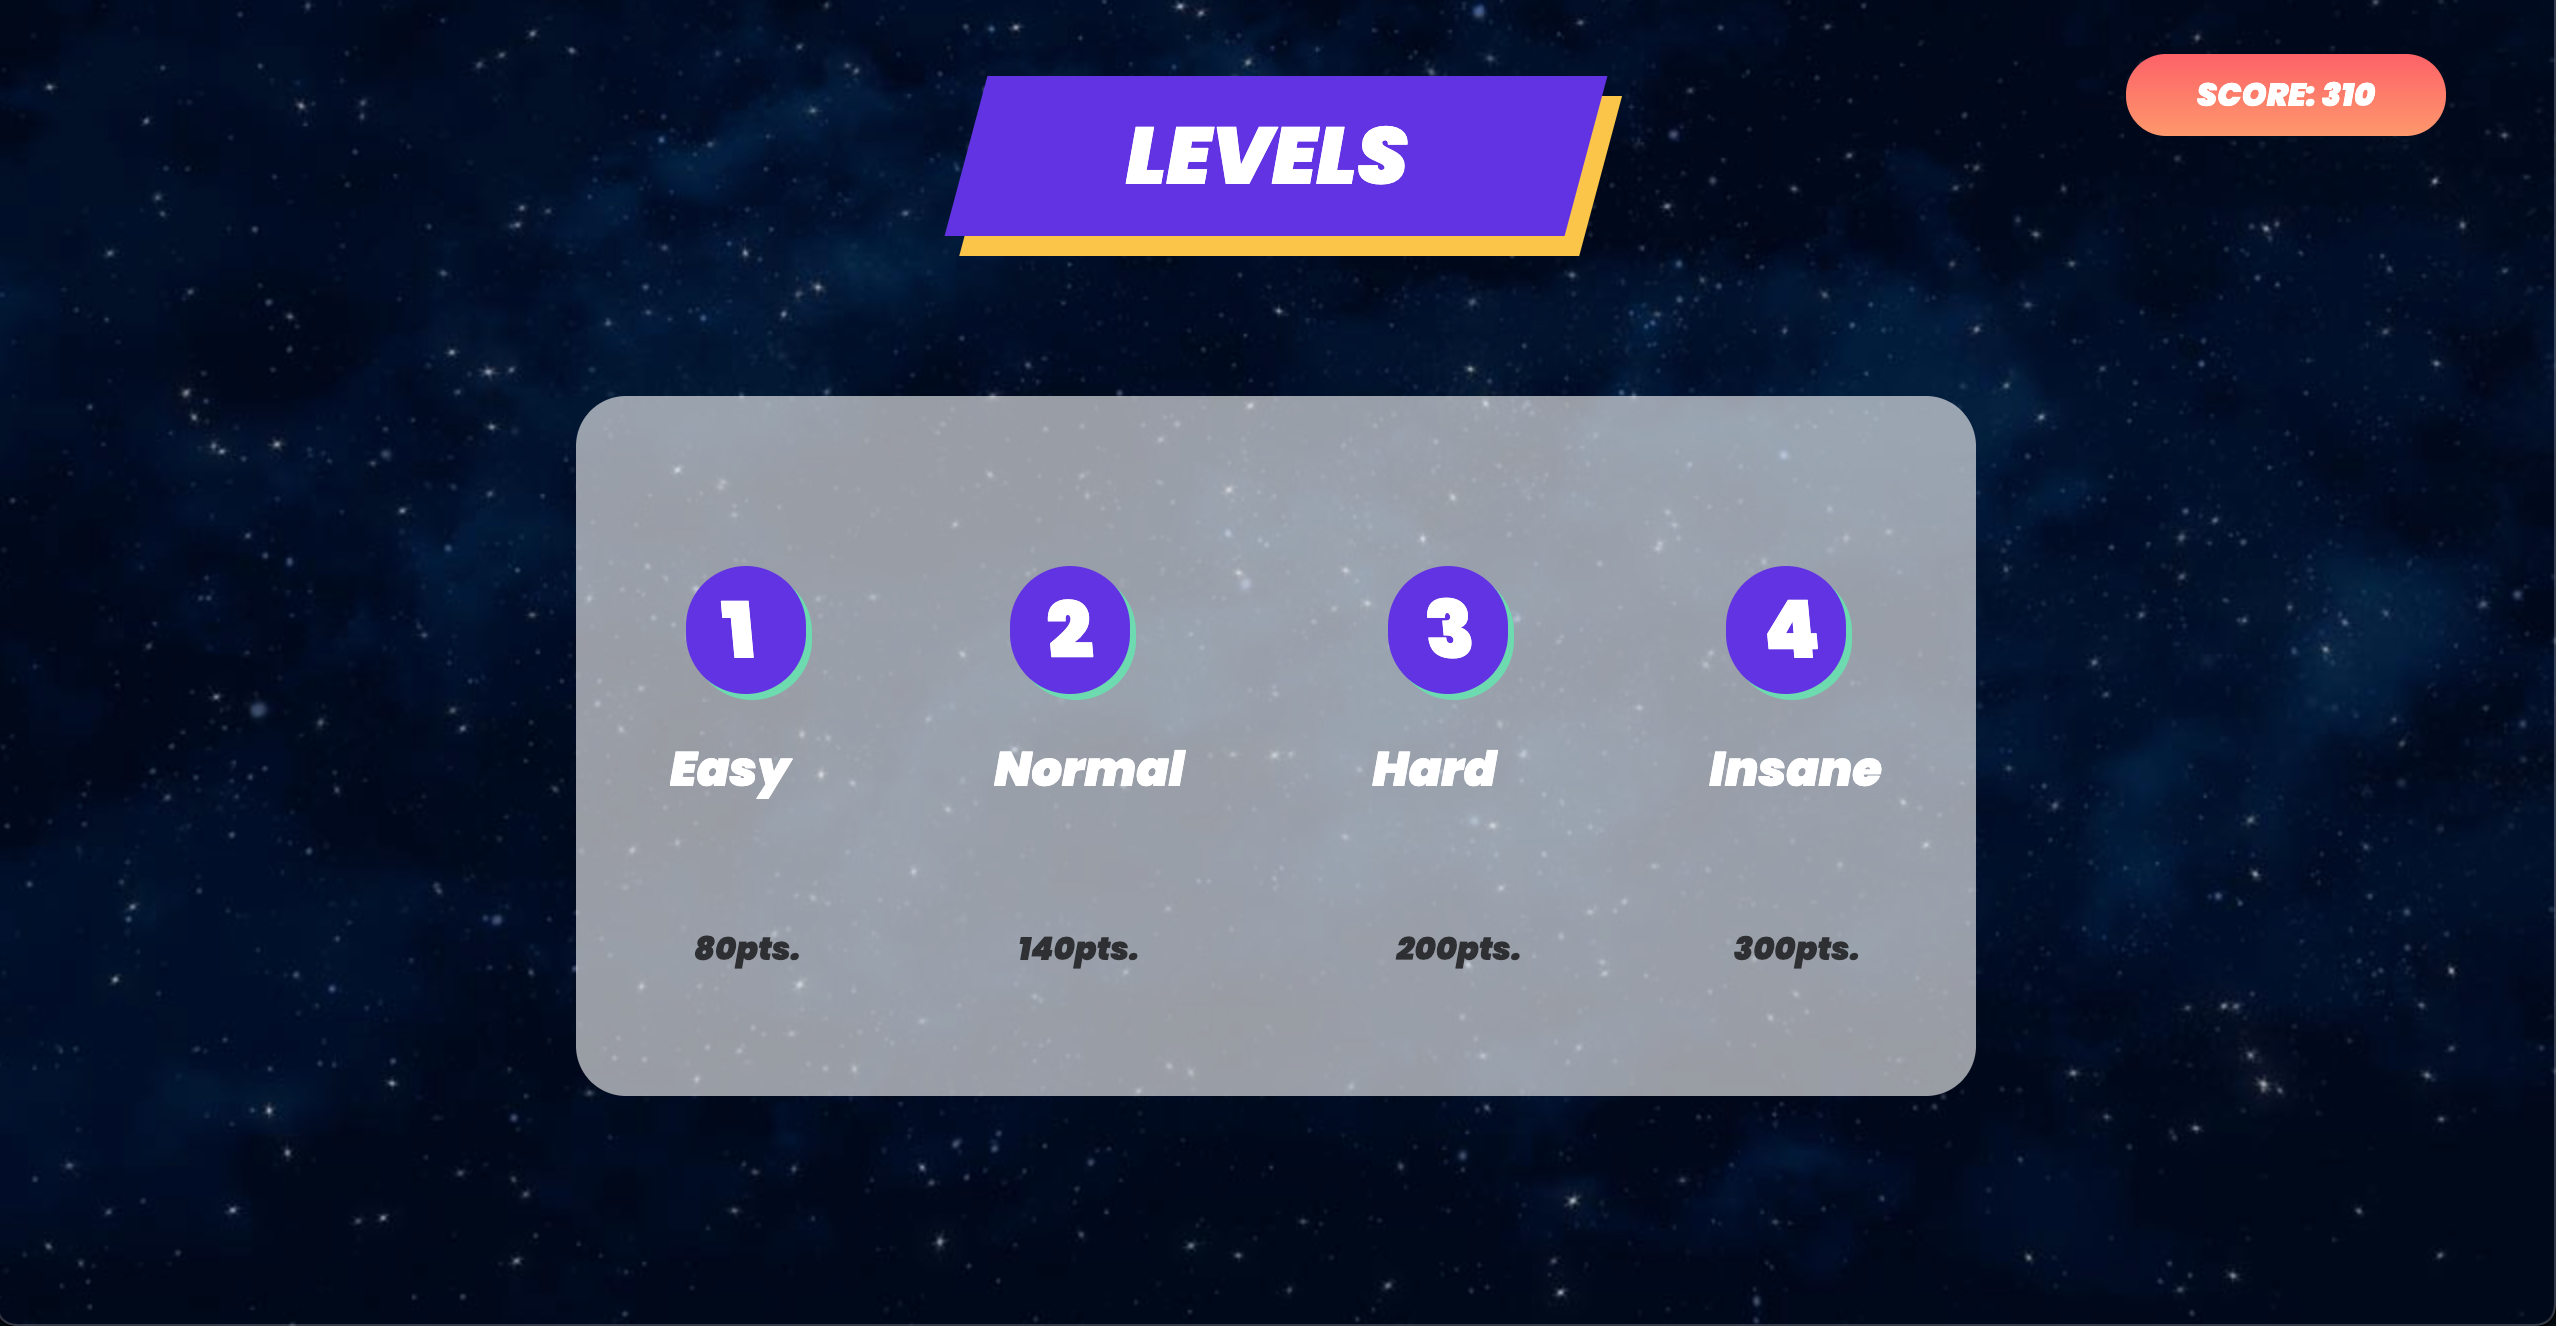 LEVELS
SCORE: 310
1 2 3 4
Easy Normal Hard Insane
80pts. 140pts. 200pts. 300pts.